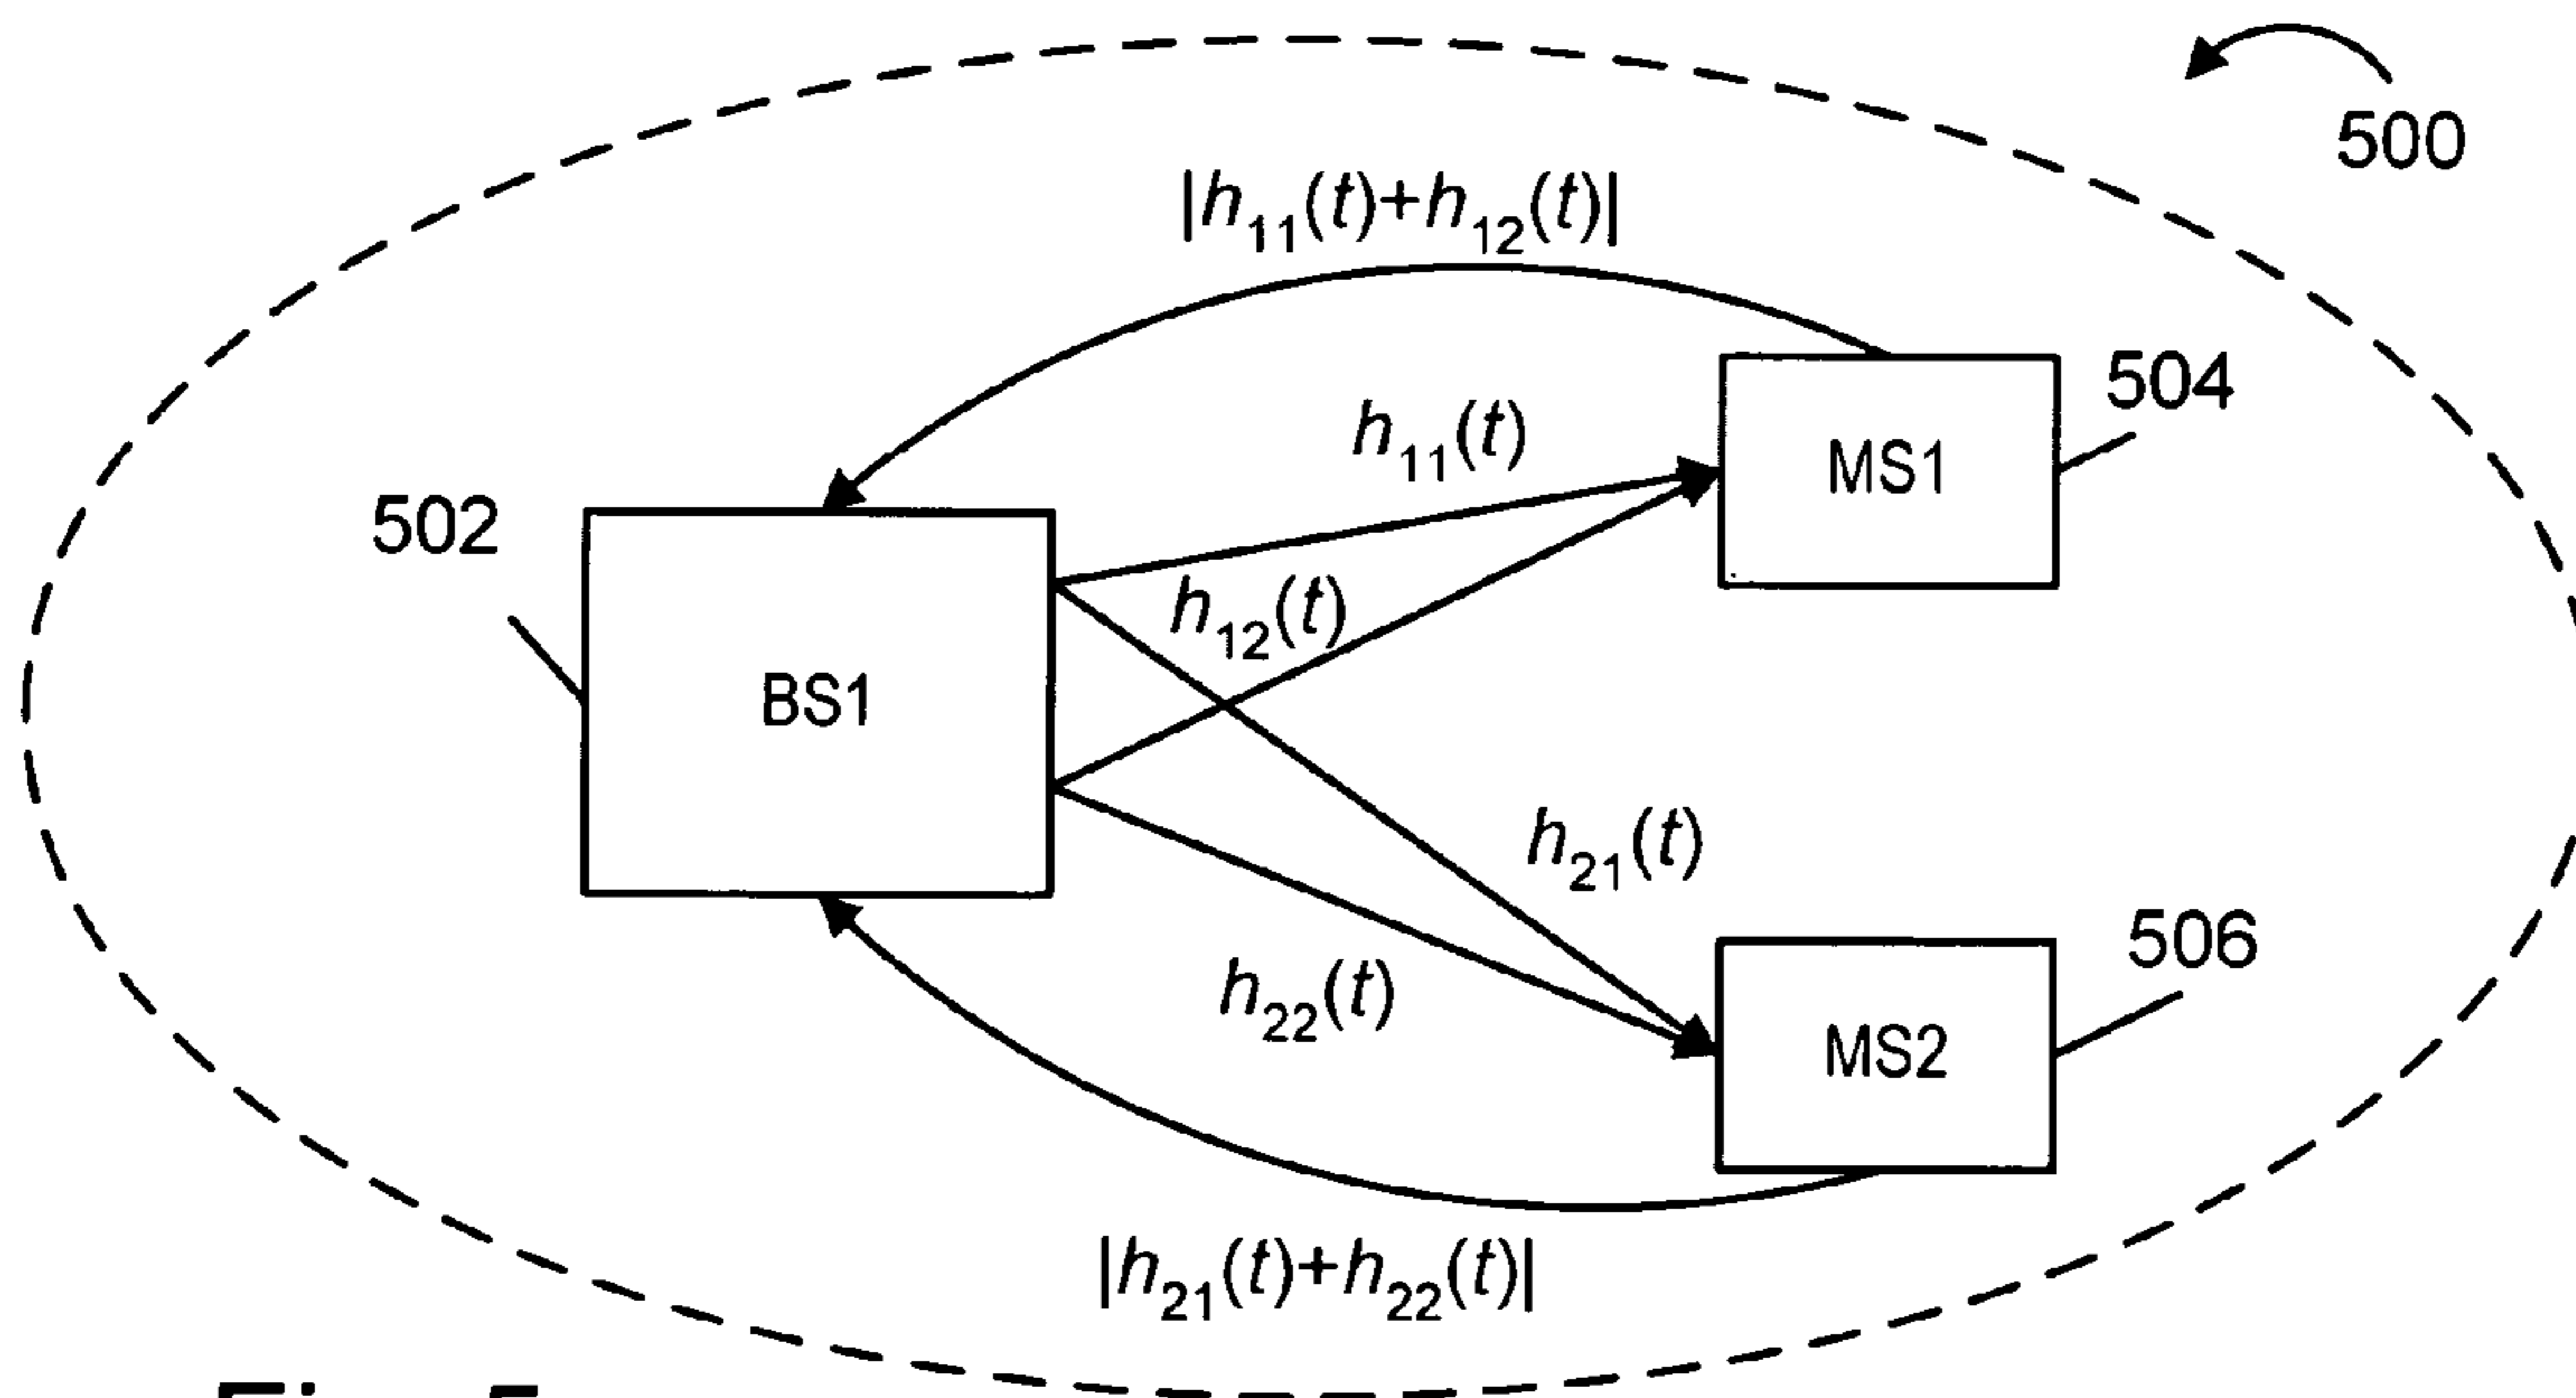 500
|h₁₁(t)+h₁₂(t)|
504
h₁₁(t)
MS1
502
h₁₂(t)
BS1
h₂₁(t)
506
h₂₂(t)
MS2
|h₂₁(t)+h₂₂(t)|